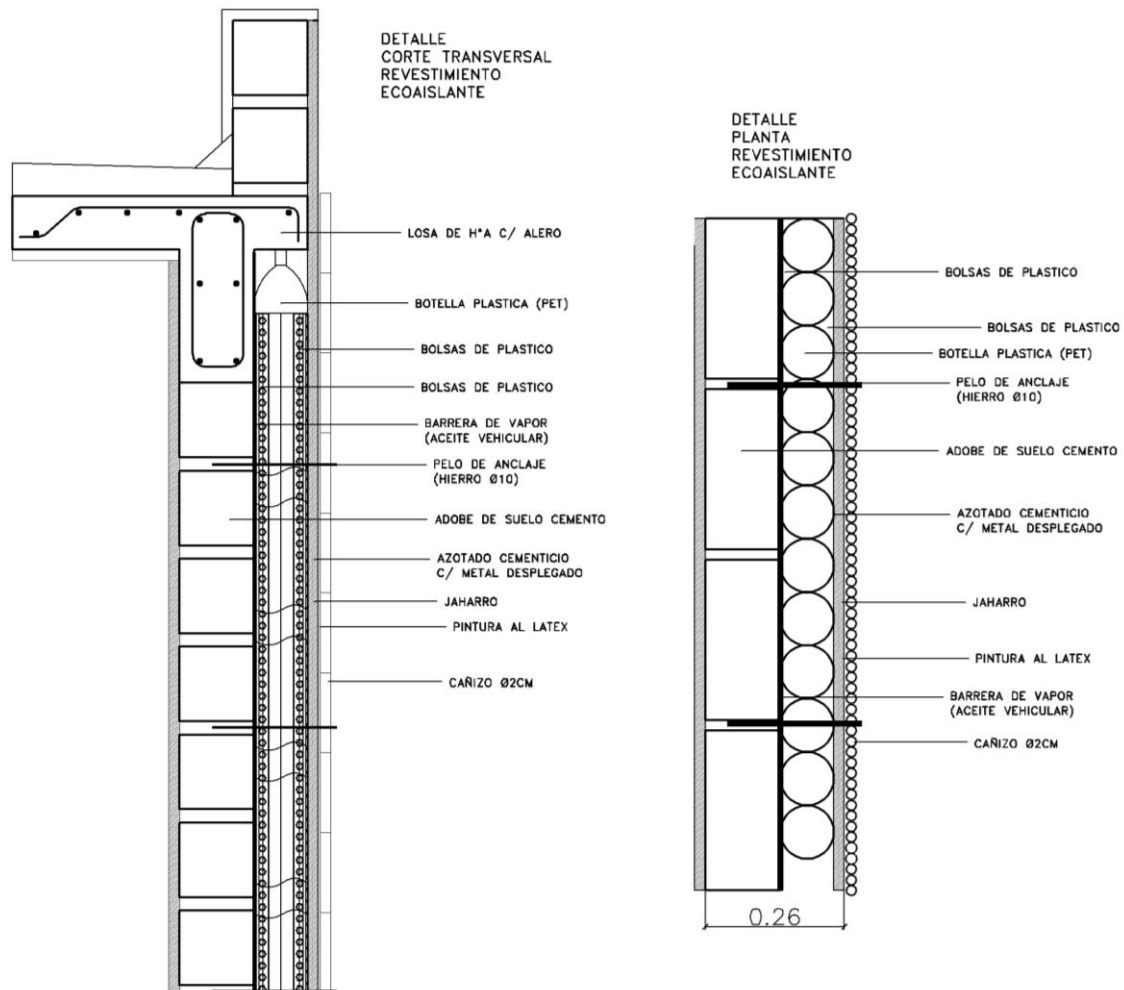 DETALLE
CORTE TRANSVERSAL
REVESTIMIENTO
ECOAISLANTE
LOSA DE H°A C/ ALERO
BOTELLA PLASTICA (PET)
BOLSAS DE PLASTICO
BOLSAS DE PLASTICO
BARRERA DE VAPOR
(ACEITE VEHICULAR)
PELO DE ANCLAJE
(HIERRO Ø10)
ADOBE DE SUELO CEMENTO
AZOTADO CEMENTICIO
C/ METAL DESPLEGADO
JAHARRO
PINTURA AL LATEX
CAÑIZO Ø2CM
DETALLE
PLANTA
REVESTIMIENTO
ECOAISLANTE
BOLSAS DE PLASTICO
BOLSAS DE PLASTICO
BOTELLA PLASTICA (PET)
PELO DE ANCLAJE
(HIERRO Ø10)
ADOBE DE SUELO CEMENTO
AZOTADO CEMENTICIO
C/ METAL DESPLEGADO
JAHARRO
PINTURA AL LATEX
BARRERA DE VAPOR
(ACEITE VEHICULAR)
CAÑIZO Ø2CM
0.26